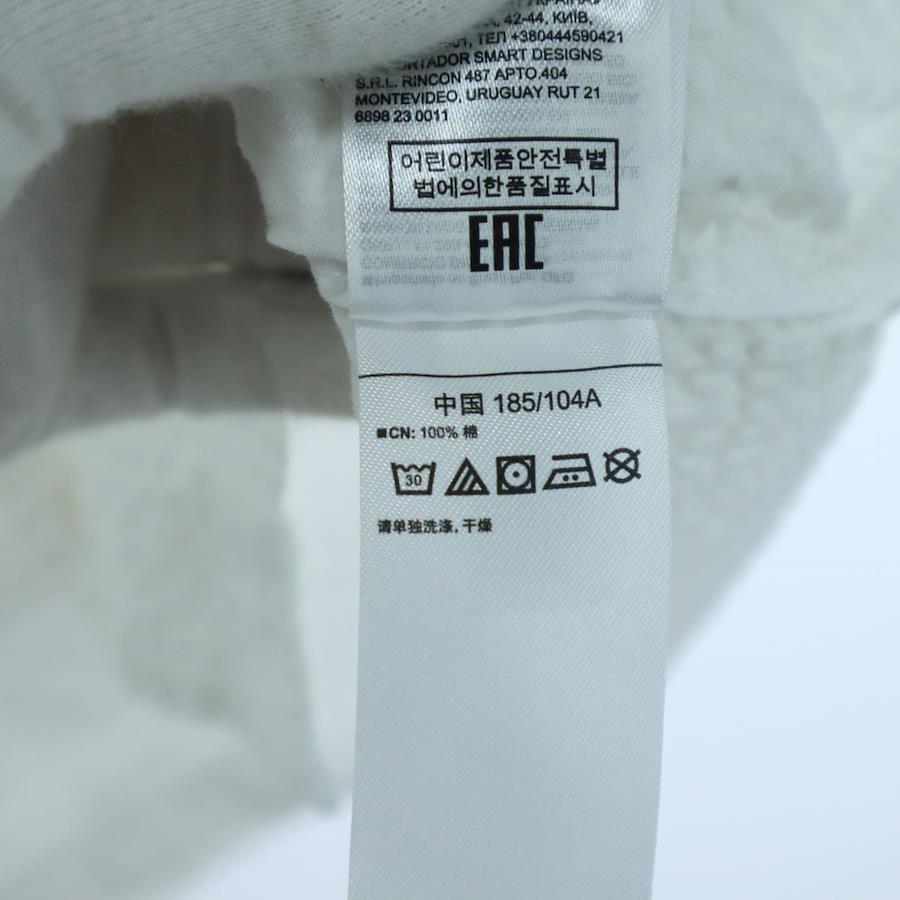 42-44, КИЇВ,
ТЕЛ +380444590421
SMART DESIGNS
S.R.L. RINCON 487 APTO.404
MONTEVIDEO, URUGUAY RUT 21
6898 23 0011
어린이제품안전특별
법에의한품질표시
EAC
中国 185/104A
■CN: 100% 棉
30
请单独洗涤, 干燥